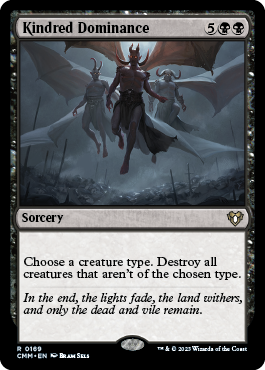 Kindred Dominance 5
Sorcery
Choose a creature type. Destroy all
creatures that aren't of the chosen type.
In the end, the lights fade, the land withers,
and only the dead and vile remain.
R 0169
CMM • EN Bram Sels
™ & © 2023 Wizards of the Coast